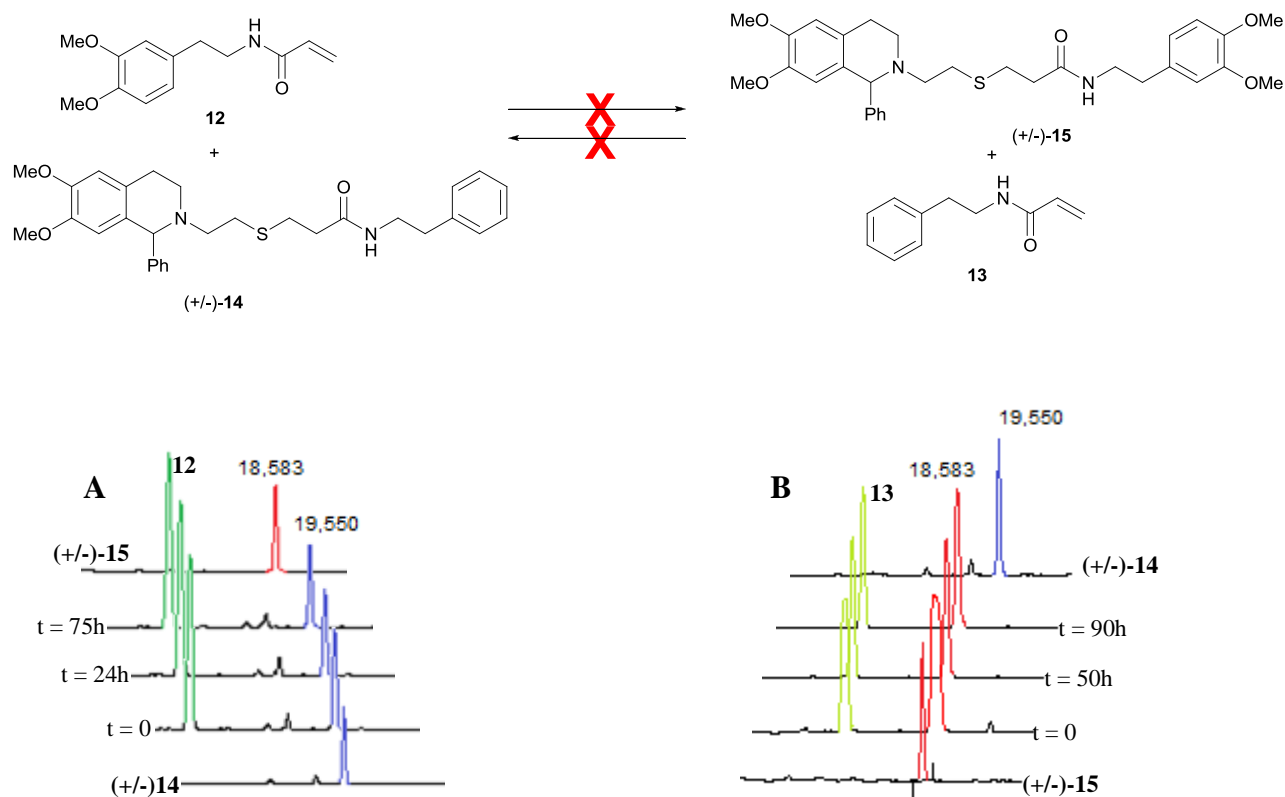 MeO
MeO
H
N
O
12
+
MeO
MeO
N
Ph
S
O
N
H
(+/-)-14
X
X
MeO
MeO
N
Ph
S
O
N
H
OMe
OMe
(+/-)-15
+
H
N
O
13
A
12
18,583
19,550
(+/-)-15
t = 75h
t = 24h
t = 0
(+/-)14
B
13
18,583
19,550
(+/-)-14
t = 90h
t = 50h
t = 0
(+/-)-15